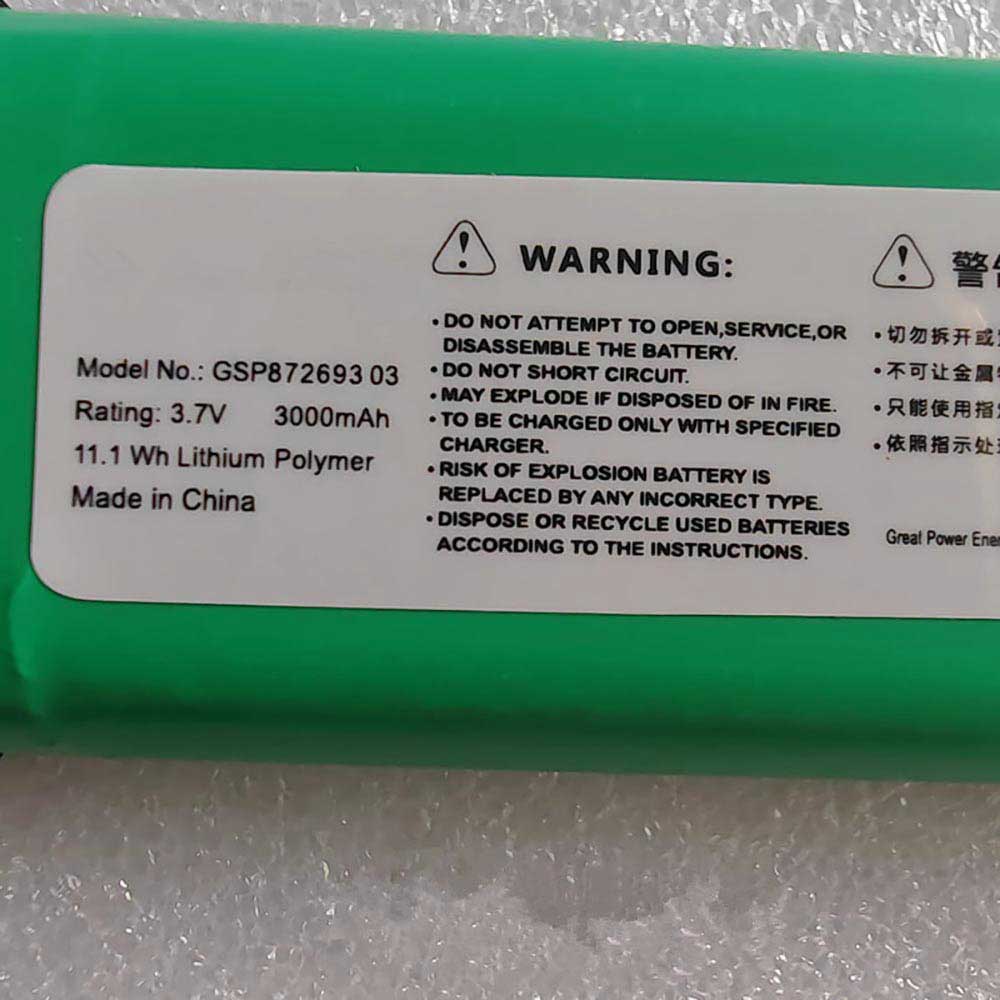 Model No.: GSP872693 03
Rating: 3.7V 3000mAh
11.1 Wh Lithium Polymer
Made in China
WARNING:
• DO NOT ATTEMPT TO OPEN,SERVICE,OR
DISASSEMBLE THE BATTERY.
• DO NOT SHORT CIRCUIT.
• MAY EXPLODE IF DISPOSED OF IN FIRE.
• TO BE CHARGED ONLY WITH SPECIFIED
CHARGER.
• RISK OF EXPLOSION BATTERY IS
REPLACED BY ANY INCORRECT TYPE.
• DISPOSE OR RECYCLE USED BATTERIES
ACCORDING TO THE INSTRUCTIONS.
警
• 切勿拆开或
• 不可让金属
• 只能使用指
• 依照指示处
Great Power